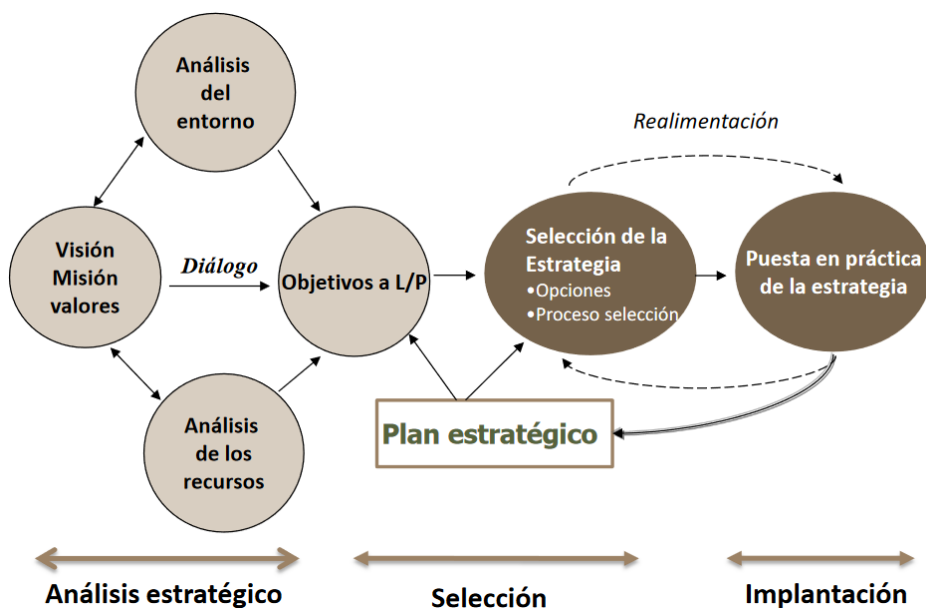 Análisis
del
entorno
Realimentación
Visión
Misión
valores
Diálogo
Objetivos a L/P
Selección de la
Estrategia
•Opciones
•Proceso selección
Puesta en práctica
de la estrategia
Análisis
de los
recursos
Plan estratégico
Análisis estratégico
Selección
Implantación